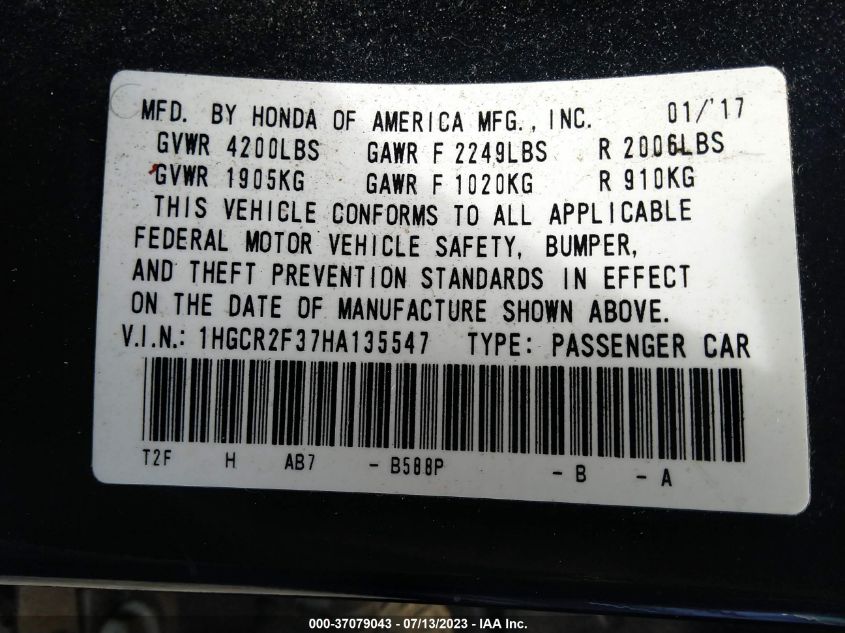 MFD. BY HONDA OF AMERICA MFG., INC. 01/'17
GVWR 4200LBS GAWR F 2249LBS R 2006LBS
GVWR 1905KG GAWR F 1020KG R 910KG
THIS VEHICLE CONFORMS TO ALL APPLICABLE
FEDERAL MOTOR VEHICLE SAFETY, BUMPER,
AND THEFT PREVENTION STANDARDS IN EFFECT
ON THE DATE OF MANUFACTURE SHOWN ABOVE.
V.I.N.: 1HGCR2F37HA135547 TYPE: PASSENGER CAR
T2F H AB7 - B588P - B - A
000-37079043 - 07/13/2023 - IAA Inc.